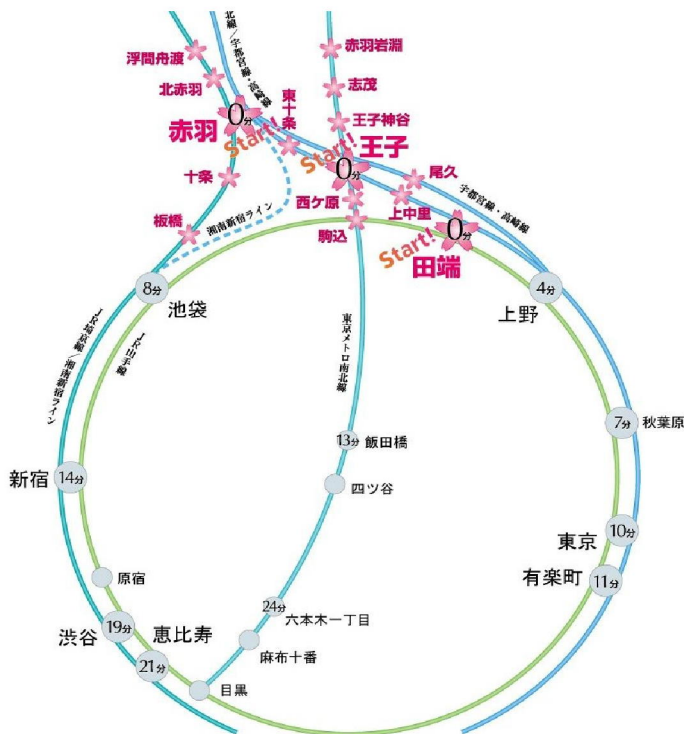 浮間舟渡
北赤羽
北線／宇都宮線・高崎線
赤羽岩淵
志茂
王子神谷
赤羽
0分
Start!
東十条
王子
0分
Start!
十条
尾久
宇都宮線・高崎線
西ケ原
上中里
板橋
湘南新宿ライン
駒込
0分
Start!
田端
8分
池袋
4分
上野
JR埼京線／湘南新宿ライン
JR山手線
東京メトロ南北線
7分
秋葉原
13分
飯田橋
新宿
14分
四ツ谷
東京
10分
有楽町
11分
原宿
24分
六本木一丁目
渋谷
19分
恵比寿
21分
麻布十番
目黒